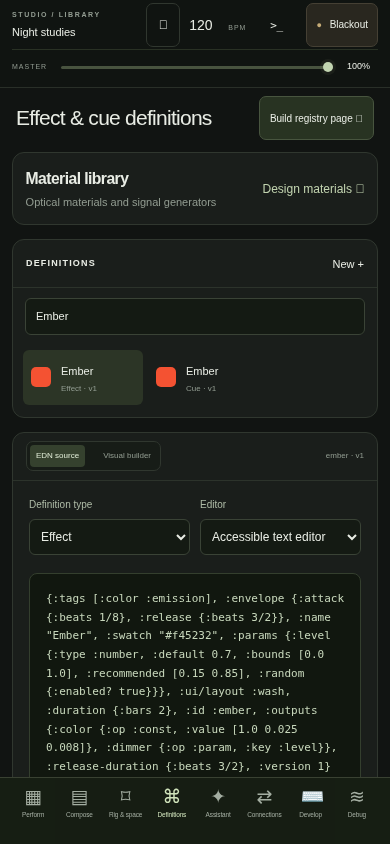 STUDIO / LIBRARY
Night studies
120 BPM
>_
Blackout
MASTER
100%
Effect & cue definitions
Build registry page
Material library
Optical materials and signal generators
Design materials
DEFINITIONS
New +
Ember
Ember
Effect · v1
Ember
Cue · v1
EDN source
Visual builder
ember · v1
Definition type
Editor
Effect
Accessible text editor
{:tags [:color :emission], :envelope {:attack
{:beats 1/8}, :release {:beats 3/2}}, :name
"Ember", :swatch "#f45232", :params {:level
{:type :number, :default 0.7, :bounds [0.0
1.0], :recommended [0.15 0.85], :random
{:enabled? true}}}, :ui/layout :wash,
:duration {:bars 2}, :id :ember, :outputs
{:color {:op :const, :value [1.0 0.025
0.008]}, :dimmer {:op :param, :key :level}},
:release-duration {:beats 3/2}, :version 1}
Perform
Compose
Rig & space
Definitions
Assistant
Connections
Develop
Debug